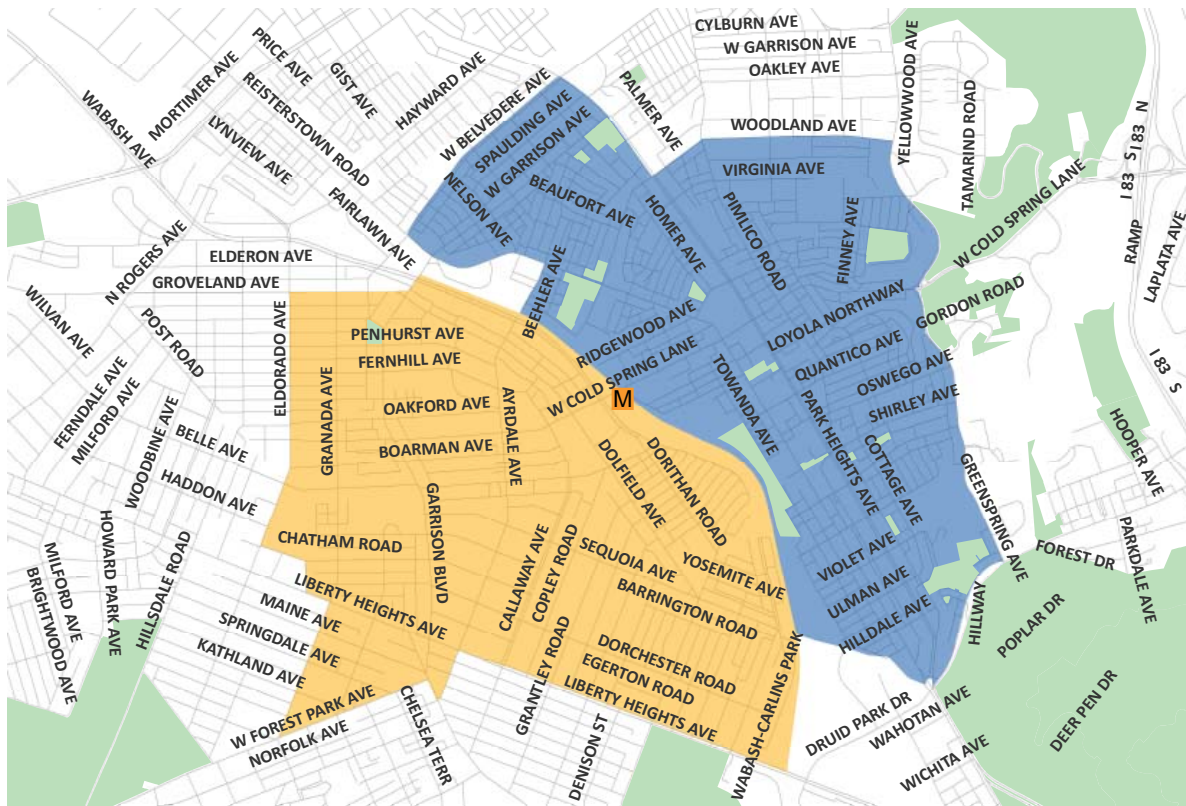 CYLBURN AVE
W GARRISON AVE
OAKLEY AVE
YELLOWWOOD AVE
PRICE AVE
GIST AVE
HAYWARD AVE
MORTIMER AVE
REISTERSTOWN ROAD
WABASH AVE
LYNVIEW AVE
W BELVEDERE AVE
PALMER AVE
WOODLAND AVE
TAMARIND ROAD
I 83 N
I 83 S
SPAULDING AVE
W GARRISON AVE
NELSON AVE
BEAUFORT AVE
VIRGINIA AVE
HOMER AVE
PIMLICO ROAD
FINNEY AVE
W COLD SPRING LANE
RAMP
LAPLATA AVE
FAIRLAWN AVE
N ROGERS AVE
ELDERON AVE
GROVELAND AVE
WILVAN AVE
POST ROAD
ELDORADO AVE
PENHURST AVE
FERNHILL AVE
BEEHLER AVE
RIDGEWOOD AVE
W COLD SPRING LANE
LOYOLA NORTHWAY
GORDON ROAD
QUANTICO AVE
OSWEGO AVE
SHIRLEY AVE
I 83 S
FERNDALE AVE
MILFORD AVE
WOODBINE AVE
BELLE AVE
HADDON AVE
GRANADA AVE
OAKFORD AVE
BOARMAN AVE
AYRDALE AVE
M
TOWANDA AVE
PARK HEIGHTS AVE
COTTAGE AVE
GREENSPRING AVE
HOOPER AVE
DOLFIELD AVE
DORITHAN ROAD
GARRISON BLVD
CHATHAM ROAD
CALLAWAY AVE
COPLEY ROAD
SEQUOIA AVE
YOSEMITE AVE
BARRINGTON ROAD
VIOLET AVE
ULMAN AVE
HILLDALE AVE
HILLWAY
FOREST DR
PARKDALE AVE
POPLAR DR
DEER PEN DR
HOWARD PARK AVE
MILFORD AVE
BRIGHTWOOD AVE
HILLSDALE ROAD
LIBERTY HEIGHTS AVE
MAINE AVE
SPRINGDALE AVE
KATHLAND AVE
W FOREST PARK AVE
NORFOLK AVE
CHELSEA TERR
GRANTLEY ROAD
DORCHESTER ROAD
EGERTON ROAD
LIBERTY HEIGHTS AVE
DENISON ST
WABASH-CARLINS PARK
DRUID PARK DR
WAHOTAN AVE
WICHITA AVE